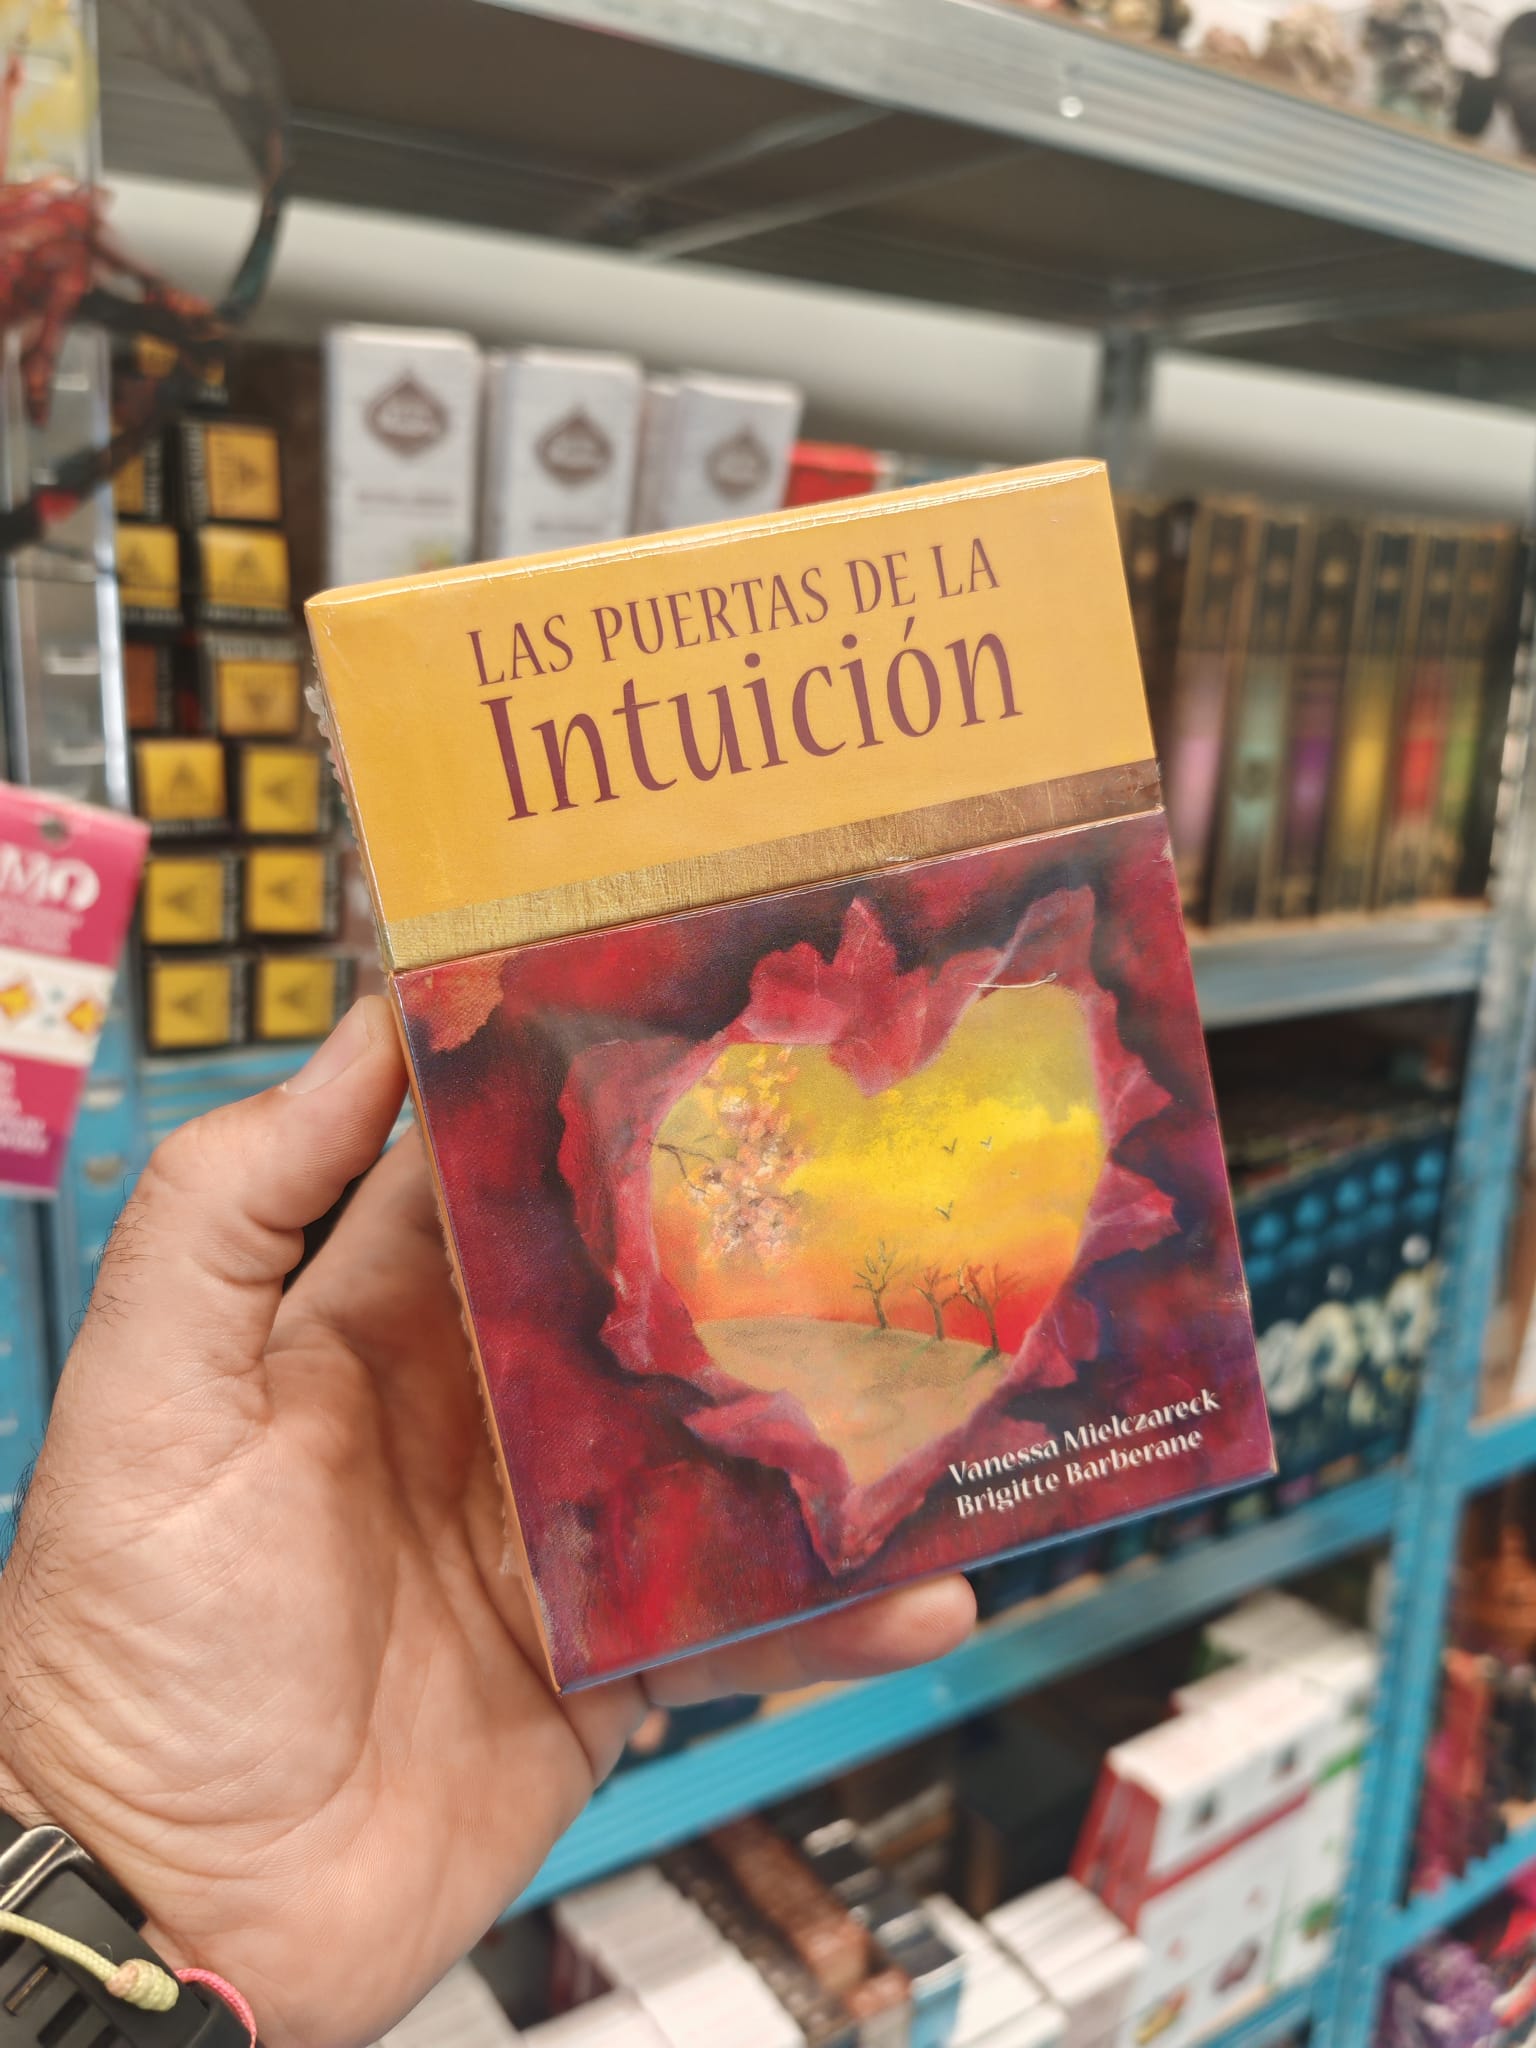 LAS PUERTAS DE LA
Intuición
Vanessa Mielczareck
Brigitte Barberane